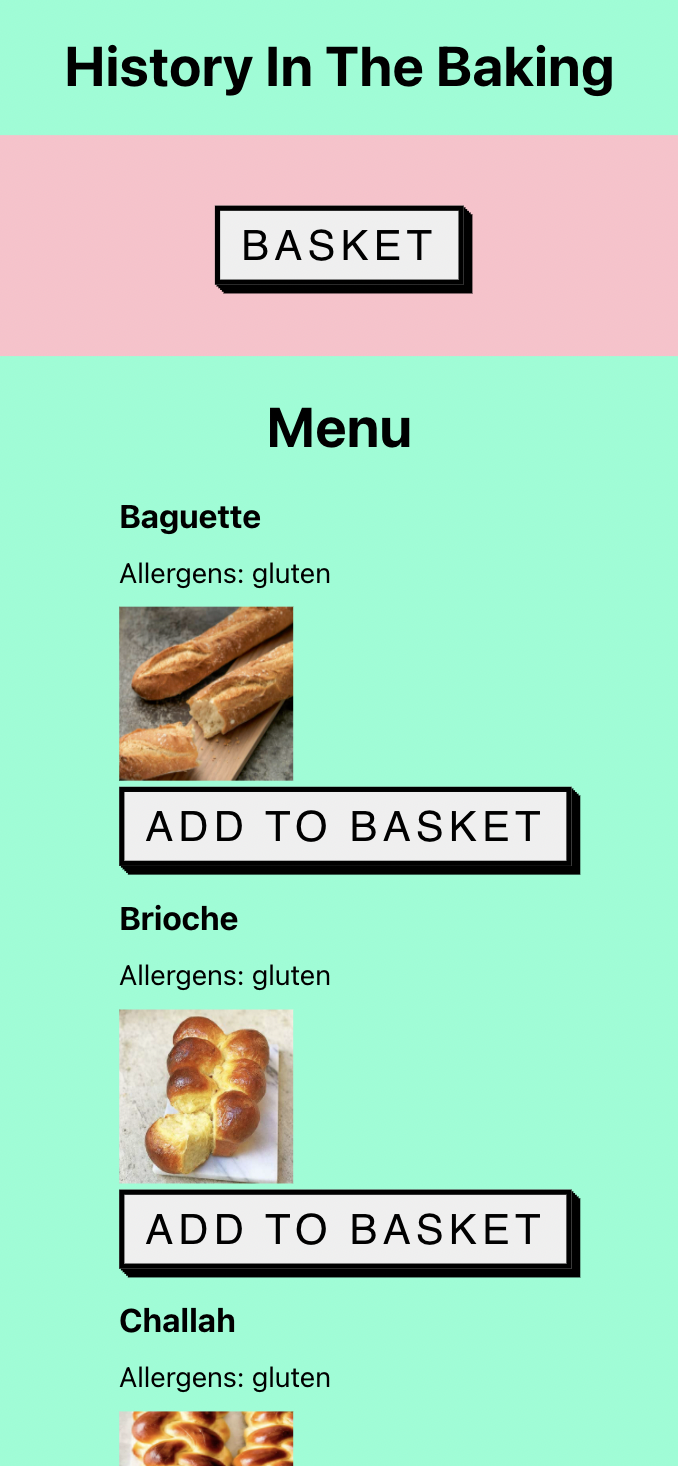 History In The Baking
BASKET
Menu
Baguette
Allergens: gluten
ADD TO BASKET
Brioche
Allergens: gluten
ADD TO BASKET
Challah
Allergens: gluten